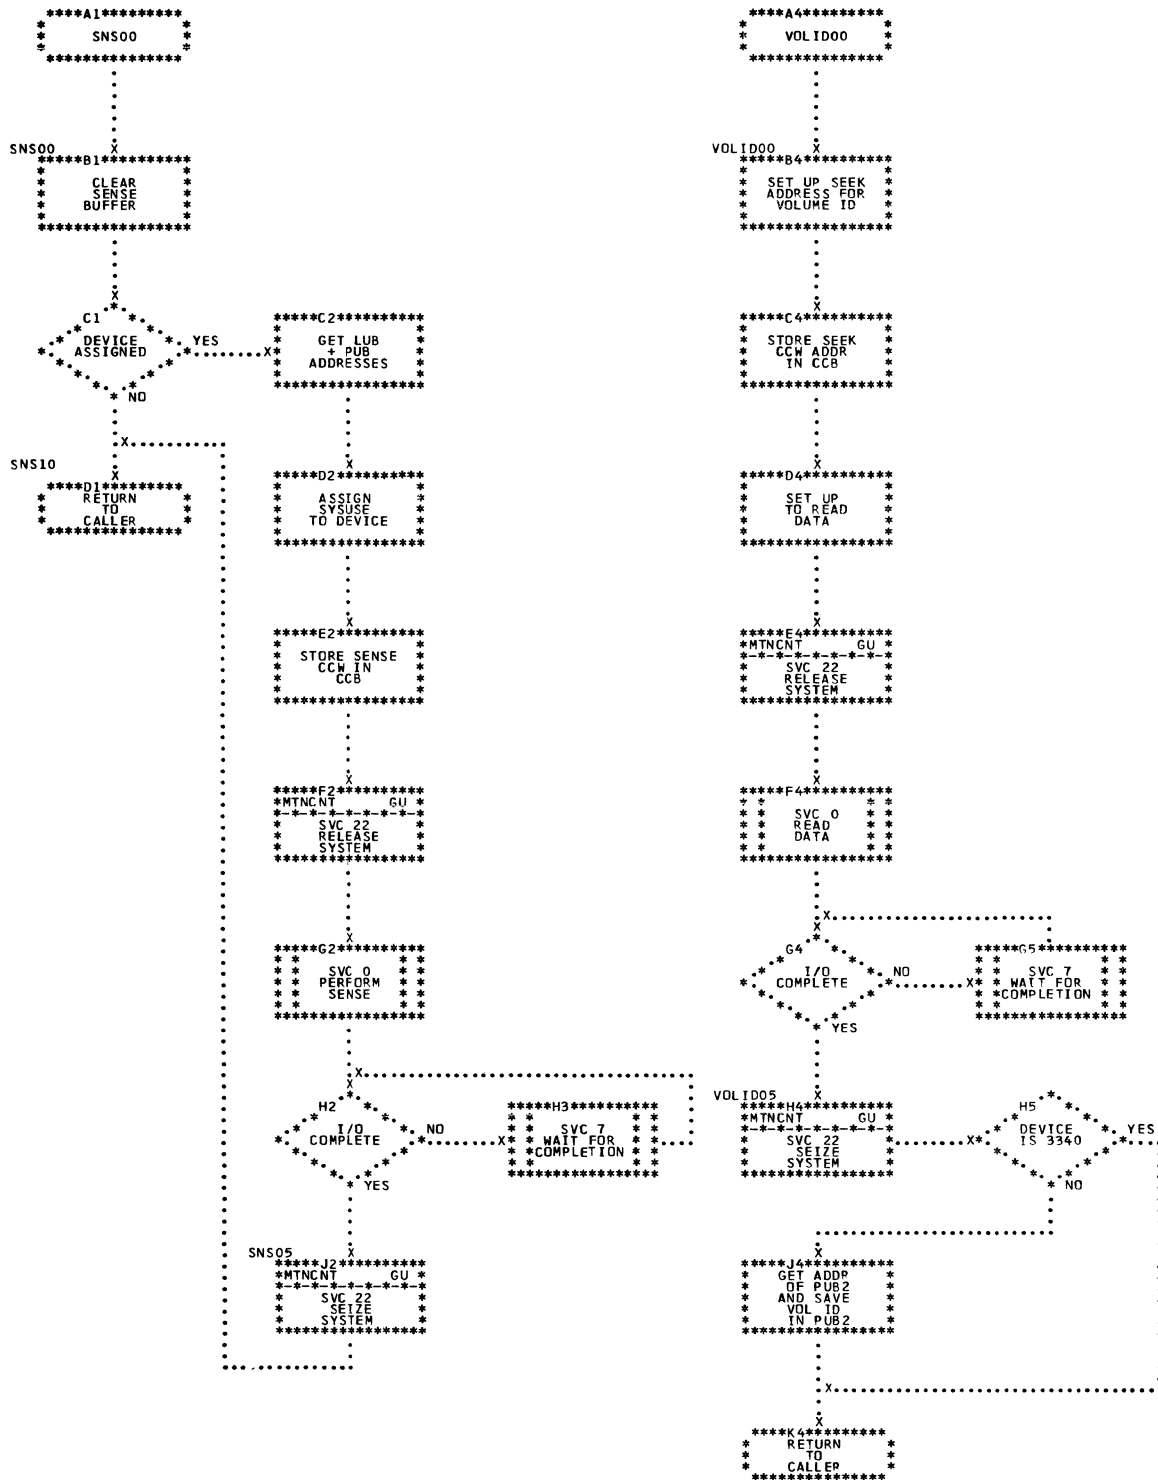 A1
SNS00
SNS00
B1
CLEAR
SENSE
BUFFER
C1
DEVICE
ASSIGNED
YES
NO
C2
GET LUB
+ PUB
ADDRESSES
SNS10
D1
RETURN
TO
CALLER
D2
ASSIGN
SYSUSE
TO DEVICE
E2
STORE SENSE
CCW IN
CCB
F2
MTNCNT GU
SVC 22
RELEASE
SYSTEM
G2
SVC 0
PERFORM
SENSE
H2
I/O
COMPLETE
NO
YES
H3
SVC 7
WAIT FOR
COMPLETION
SNS05
J2
MTNCNT GU
SVC 22
SEIZE
SYSTEM
A4
VOLID00
VOLID00
B4
SET UP SEEK
ADDRESS FOR
VOLUME ID
C4
STORE SEEK
CCW ADDR
IN CCB
D4
SET UP
TO READ
DATA
E4
MTNCNT GU
SVC 22
RELEASE
SYSTEM
F4
SVC 0
READ
DATA
G4
I/O
COMPLETE
NO
YES
G5
SVC 7
WAIT FOR
COMPLETION
VOLID05
H4
MTNCNT GU
SVC 22
SEIZE
SYSTEM
H5
DEVICE
IS 3340
YES
NO
J4
GET ADDR
OF PUB2
AND SAVE
VOL ID
IN PUB2
K4
RETURN
TO
CALLER